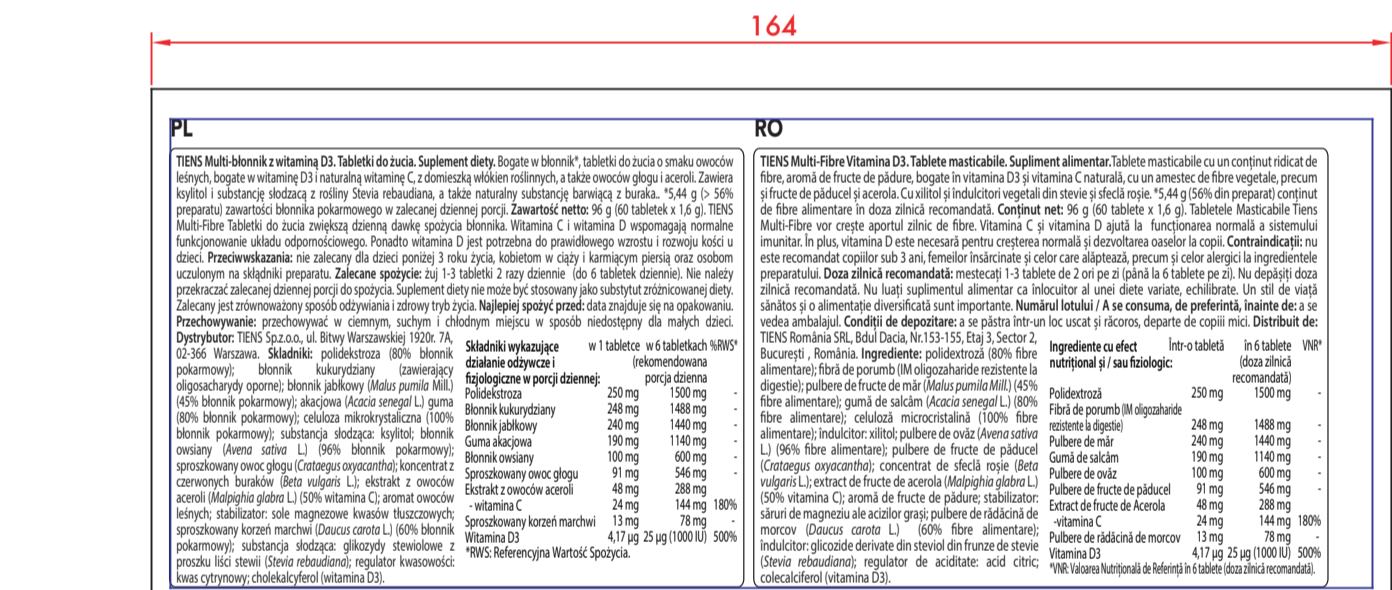 164
PL
TIENS Multi-błonnik z witaminą D3. Tabletki do żucia. Suplement diety. Bogate w błonnik*, tabletki do żucia o smaku owoców
leśnych, bogate w witaminę D3 i naturalną witaminę C, z domieszką włókien roślinnych, a także owoców głogu i aceroli. Zawiera
ksylitol i substancję słodzacą z rośliny Stevia rebaudiana, a także naturalny substancję barwiącą z buraka.. *5,44 g (> 56%
preparatu) zawartości błonnika pokarmowego w zalecanej dziennej porcji. Zawartość netto: 96 g (60 tabletek x 1,6 g). TIENS
Multi-Fibre Tabletki do żucia zwiększą dzienną dawkę spożycia błonnika. Witamina C i witamina D wspomagają normalne
funkcjonowanie układu odpornościowego. Ponadto witamina D jest potrzebna do prawidłowego wzrostu i rozwoju kości u
dzieci. Przeciwwskazania: nie zalecany dla dzieci poniżej 3 roku życia, kobietom w ciąży i karmiącym piersią oraz osobom
uczulonym na składniki preparatu. Zalecane spożycie: żuj 1-3 tabletki 2 razy dziennie (do 6 tabletek dziennie). Nie należy
przekraczać zalecanej dziennej porcji do spożycia. Suplement diety nie może być stosowany jako substytut zróżnicowanej diety.
Zalecany jest zrównoważony sposób odżywiania i zdrowy tryb życia. Najlepiej spożyć przed: data znajduje się na opakowaniu.
Przechowywanie: przechowywać w ciemnym, suchym i chłodnym miejscu w sposób niedostępny dla małych dzieci.
Dystrybutor: TIENS Sp.z.o.o., ul. Bitwy Warszawskiej 1920r. 7A,
02-366 Warszawa. Składniki: polidekstroza (80% błonnik
pokarmowy); błonnik kukurydziany (zawierający
oligosacharydy oporne); błonnik jabłkowy (Malus pumila Mill.)
(45% błonnik pokarmowy); akacjowa (Acacia senegal L.) guma
(80% błonnik pokarmowy); celuloza mikrokrystaliczna (100%
błonnik pokarmowy); substancja słodząca: ksylitol; błonnik
owsiany (Avena sativa L.) (96% błonnik pokarmowy);
sproszkowany owoc głogu (Crataegus oxyacantha); koncentrat z
czerwonych buraków (Beta vulgaris L.); ekstrakt z owoców
aceroli (Malpighia glabra L.) (50% witamina C); aromat owoców
leśnych; stabilizator: sole magnezowe kwasów tłuszczowych;
sproszkowany korzeń marchwi (Daucus carota L.) (60% błonnik
pokarmowy); substancja słodząca: glikozydy stewiolowe z
proszku liści stewii (Stevia rebaudiana); regulator kwasowości:
kwas cytrynowy; cholekalcyferol (witamina D3).
Składniki wykazujące w 1 tabletce w 6 tabletkach %RWS*
działanie odżywcze i (rekomendowana
fizjologiczne w porcji dziennej: porcja dzienna
Polidekstroza 250 mg 1500 mg -
Błonnik kukurydziany 248 mg 1488 mg -
Błonnik jabłkowy 240 mg 1440 mg -
Guma akacjowa 190 mg 1140 mg -
Błonnik owsiany 100 mg 600 mg -
Sproszkowany owoc głogu 91 mg 546 mg -
Ekstrakt z owoców aceroli 48 mg 288 mg
- witamina C 24 mg 144 mg 180%
Sproszkowany korzeń marchwi 13 mg 78 mg -
Witamina D3 4,17 µg 25 µg (1000 IU) 500%
*RWS: Referencyjna Wartość Spożycia.
RO
TIENS Multi-Fibre Vitamina D3. Tablete masticabile. Supliment alimentar.Tablete masticabile cu un conținut ridicat de
fibre, aromă de fructe de pădure, bogate în vitamina D3 și vitamina C naturală, cu un amestec de fibre vegetale, precum
și fructe de păducel și acerola. Cu xilitol și îndulcitori vegetali din stevie și sfeclă roșie. *5,44 g (56% din preparat) conținut
de fibre alimentare în doza zilnică recomandată. Conținut net: 96 g (60 tablete x 1,6 g). Tabletele Masticabile Tiens
Multi-Fibre vor crește aportul zilnic de fibre. Vitamina C și vitamina D ajută la funcționarea normală a sistemului
imunitar. În plus, vitamina D este necesară pentru creșterea normală și dezvoltarea oaselor la copii. Contraindicații: nu
este recomandat copiilor sub 3 ani, femeilor însărcinate și celor care alăptează, precum și celor alergici la ingredientele
preparatului. Doza zilnică recomandată: mestecați 1-3 tablete de 2 ori pe zi (până la 6 tablete pe zi). Nu depășiți doza
zilnică recomandată. Nu luați suplimentul alimentar ca înlocuitor al unei diete variate, echilibrate. Un stil de viață
sănătos și o alimentație diversificată sunt importante. Numărul lotului / A se consuma, de preferință, înainte de: a se
vedea ambalajul. Condiții de depozitare: a se păstra într-un loc uscat și răcoros, departe de copiii mici. Distribuit de:
TIENS România SRL, Bdul Dacia, Nr.153-155, Etaj 3, Sector 2,
București , România. Ingrediente: polidextroză (80% fibre
alimentare); fibră de porumb (IM oligozaharide rezistente la
digestie); pulbere de fructe de măr (Malus pumila Mill.) (45%
fibre alimentare); gumă de salcâm (Acacia senegal L.) (80%
fibre alimentare); celuloză microcristalină (100% fibre
alimentare); îndulcitor: xilitol; pulbere de ovăz (Avena sativa
L.) (96% fibre alimentare); pulbere de fructe de păducel
(Crataegus oxyacantha); concentrat de sfeclă roșie (Beta
vulgaris L.); extract de fructe de acerola (Malpighia glabra L.)
(50% vitamina C); aromă de fructe de pădure; stabilizator:
săruri de magneziu ale acizilor grași; pulbere de rădăcină de
morcov (Daucus carota L.) (60% fibre alimentare);
îndulcitor: glicozide derivate din steviol din frunze de stevie
(Stevia rebaudiana); regulator de aciditate: acid citric;
colecalciferol (vitamina D3).
Ingrediente cu efect Într-o tabletă în 6 tablete VNR*
nutrițional și / sau fiziologic: (doza zilnică
recomandată)
Polidextroză 250 mg 1500 mg -
Fibră de porumb (IM oligozaharide
rezistente la digestie) 248 mg 1488 mg -
Pulbere de măr 240 mg 1440 mg -
Gumă de salcâm 190 mg 1140 mg -
Pulbere de ovăz 100 mg 600 mg -
Pulbere de fructe de păducel 91 mg 546 mg -
Extract de fructe de Acerola 48 mg 288 mg
-vitamina C 24 mg 144 mg 180%
Pulbere de rădăcină de morcov 13 mg 78 mg -
Vitamina D3 4,17 µg 25 µg (1000 IU) 500%
*VNR: Valoarea Nutrițională de Referință în 6 tablete (doza zilnică recomandată).